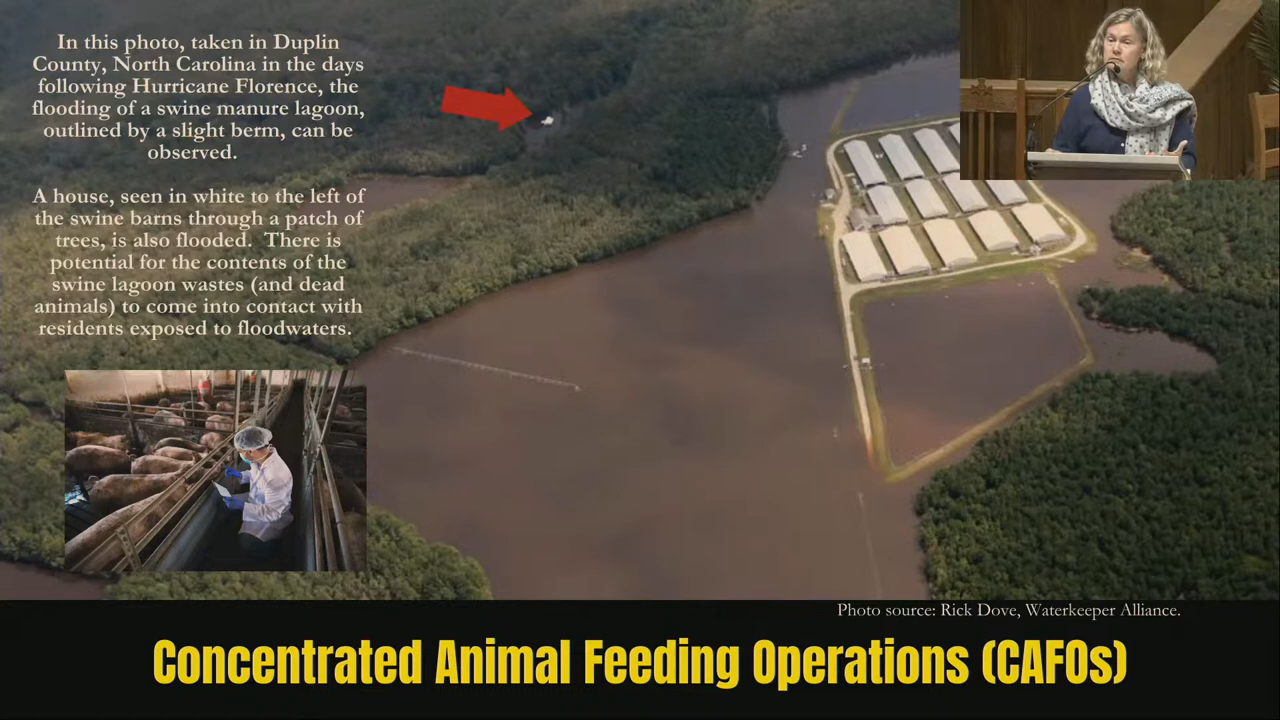 In this photo, taken in Duplin
County, North Carolina in the days
following Hurricane Florence, the
flooding of a swine manure lagoon,
outlined by a slight berm, can be
observed.
A house, seen in white to the left of
the swine barns through a patch of
trees, is also flooded. There is
potential for the contents of the
swine lagoon wastes (and dead
animals) to come into contact with
residents exposed to floodwaters.
Photo source: Rick Dove, Waterkeeper Alliance.
Concentrated Animal Feeding Operations (CAFOs)